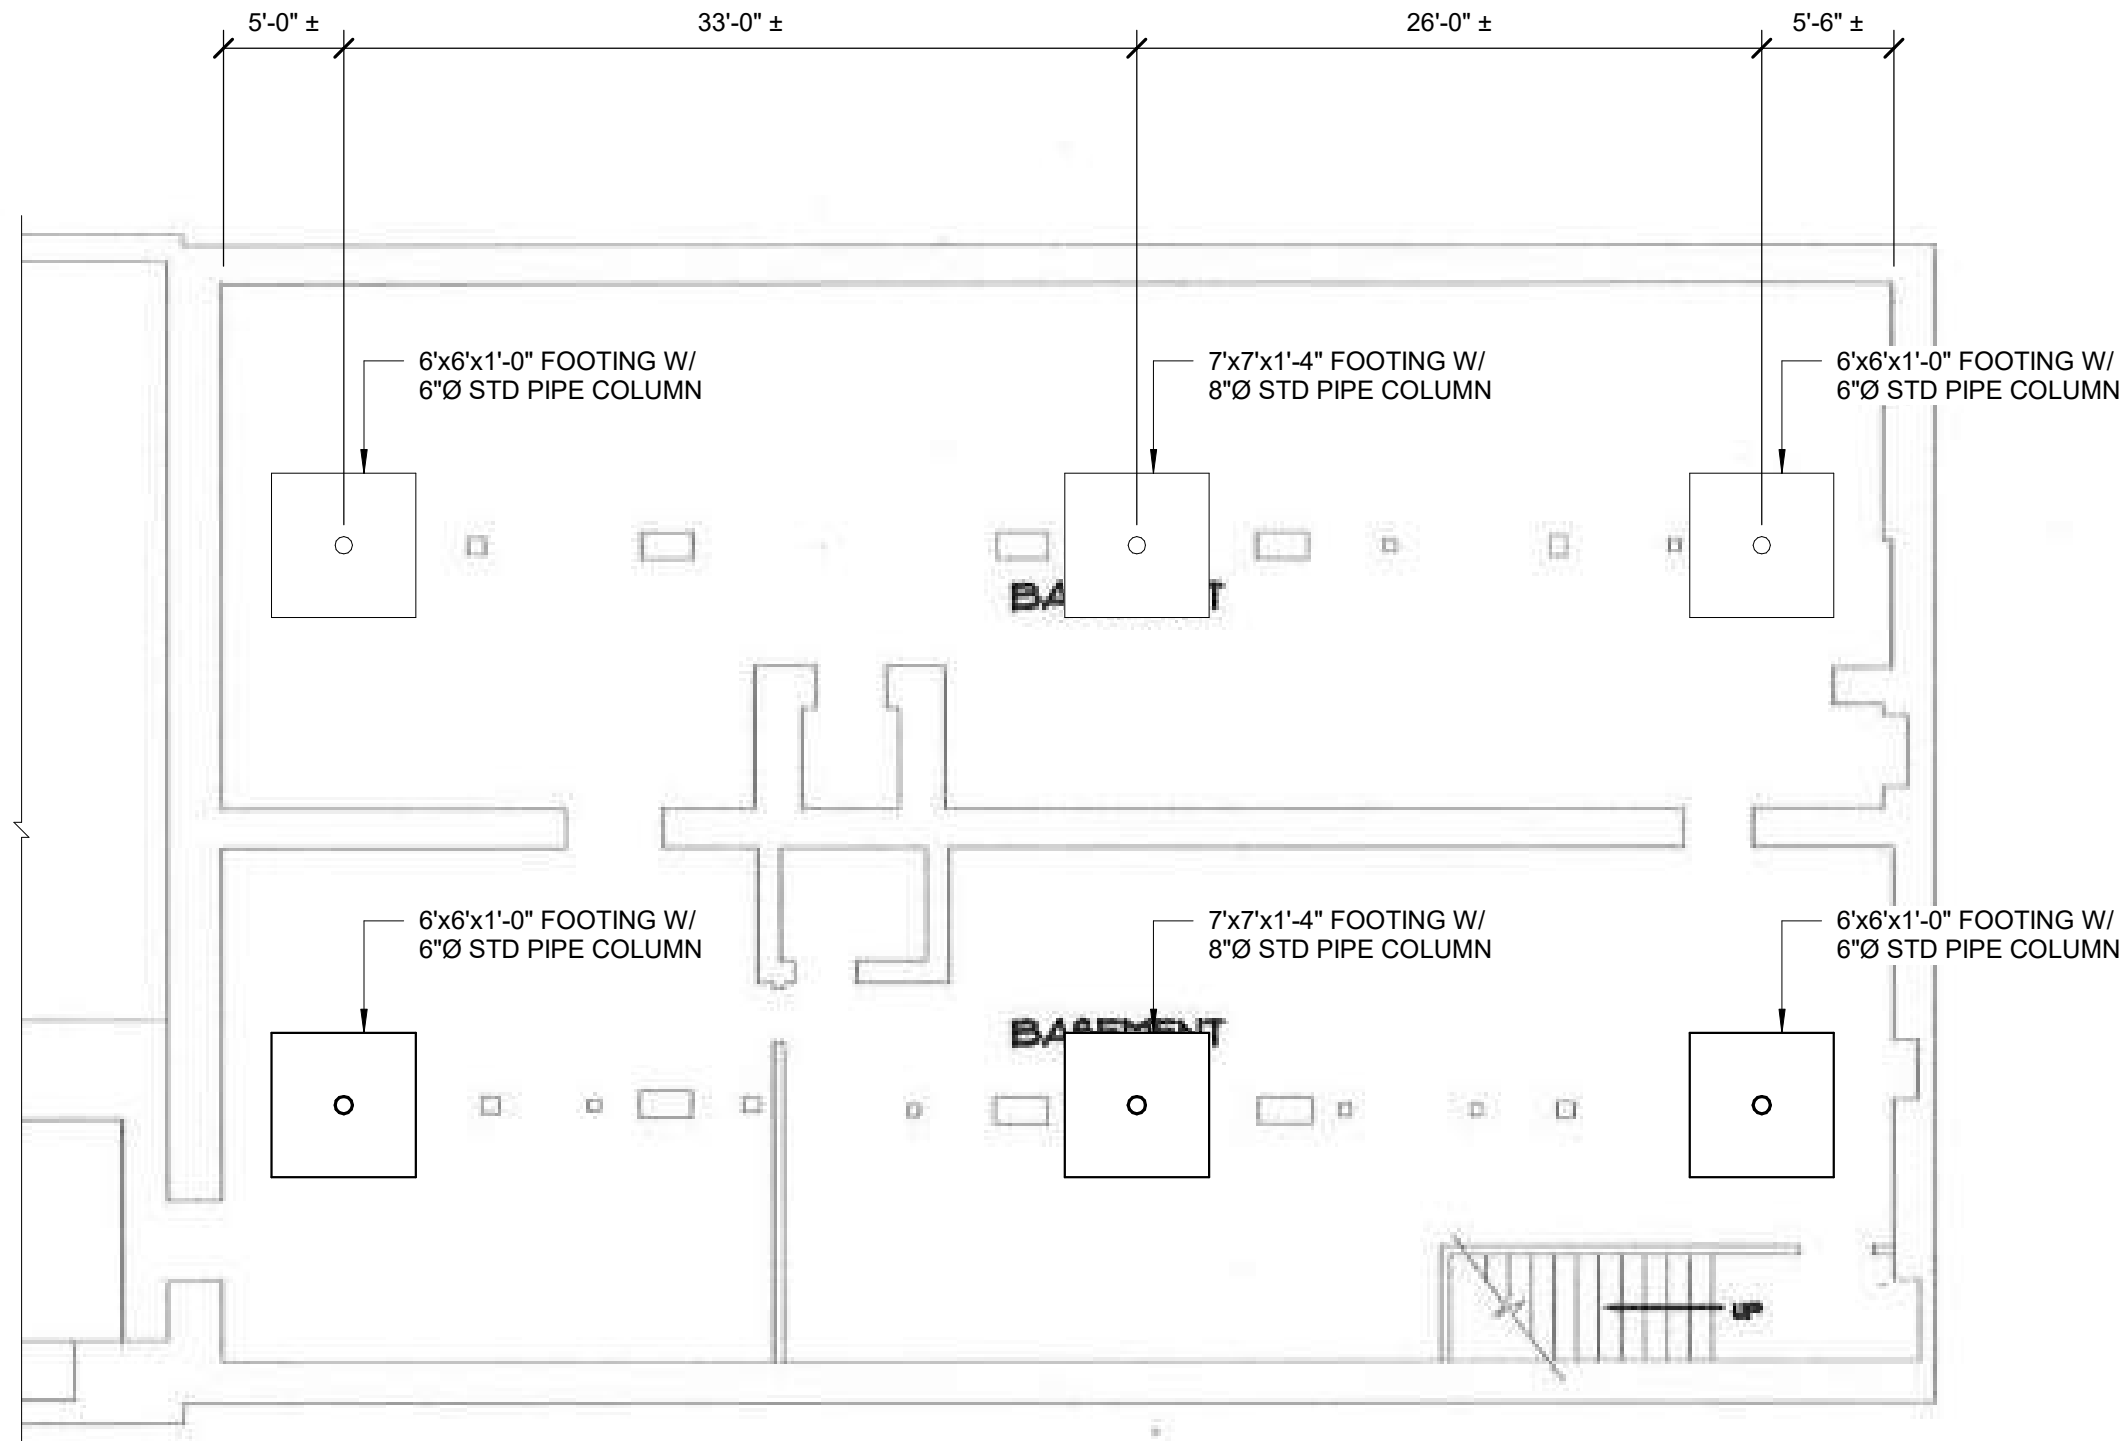 5'-0" ±
33'-0" ±
26'-0" ±
5'-6" ±
6'x6'x1'-0" FOOTING W/
6"Ø STD PIPE COLUMN
7'x7'x1'-4" FOOTING W/
8"Ø STD PIPE COLUMN
6'x6'x1'-0" FOOTING W/
6"Ø STD PIPE COLUMN
6'x6'x1'-0" FOOTING W/
6"Ø STD PIPE COLUMN
7'x7'x1'-4" FOOTING W/
8"Ø STD PIPE COLUMN
6'x6'x1'-0" FOOTING W/
6"Ø STD PIPE COLUMN
BASEMENT
UP